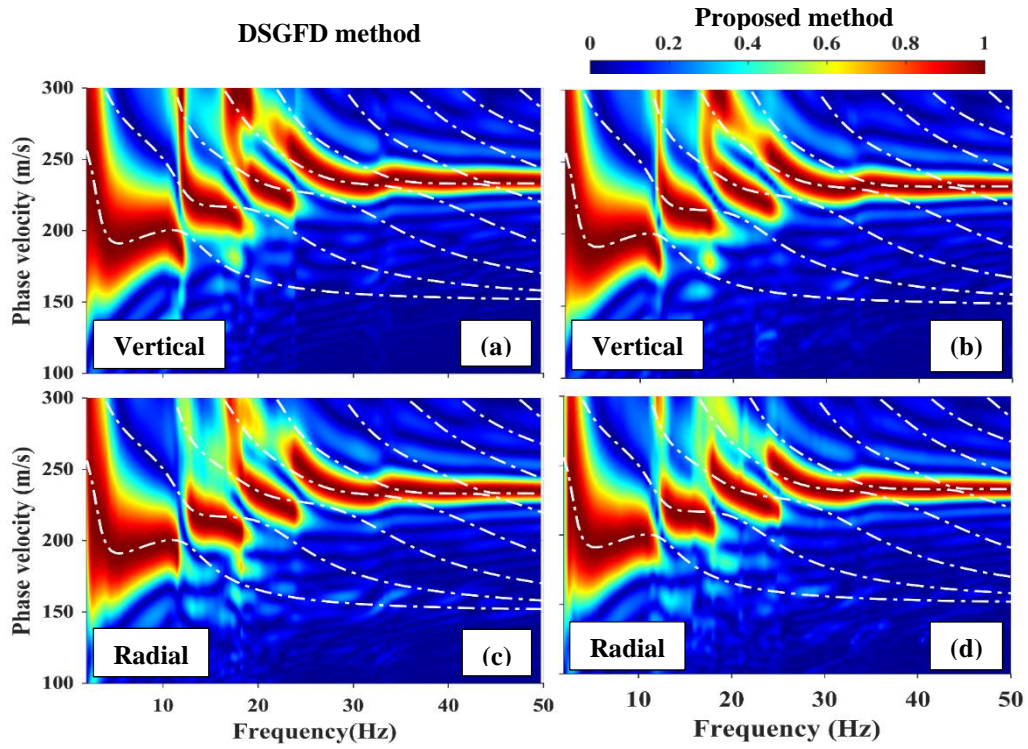 DSGFD method
Proposed method
0 0.2 0.4 0.6 0.8 1
300
250
200
150
100
Phase velocity (m/s)
Vertical
(a)
Vertical
(b)
300
250
200
150
100
Phase velocity (m/s)
Radial
(c)
Radial
(d)
10 20 30 40 50
Frequency(Hz)
10 20 30 40 50
Frequency (Hz)